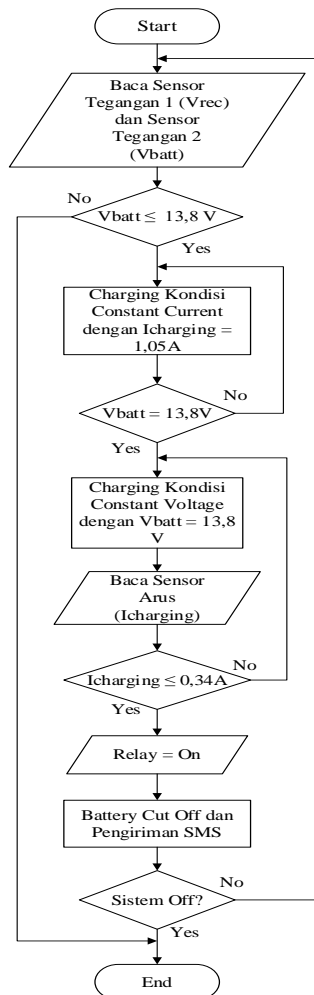 Start
Baca Sensor
Tegangan 1 (Vrec)
dan Sensor
Tegangan 2
(Vbatt)
No
Vbatt ≤ 13,8 V
Yes
Charging Kondisi
Constant Current
dengan Icharging =
1,05A
No
Vbatt = 13,8V
Yes
Charging Kondisi
Constant Voltage
dengan Vbatt = 13,8
V
Baca Sensor
Arus
(Icharging)
No
Icharging ≤ 0,34A
Yes
Relay = On
Battery Cut Off dan
Pengiriman SMS
No
Sistem Off?
Yes
End